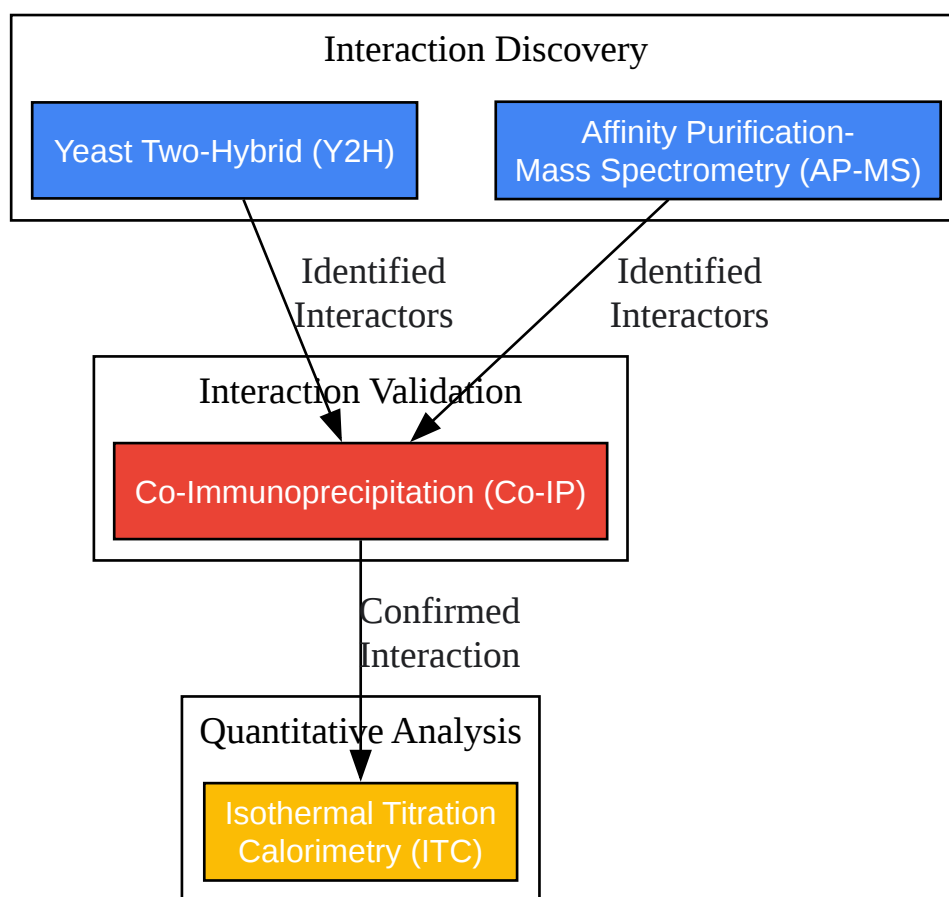 Interaction Discovery
Yeast Two-Hybrid (Y2H)
Affinity Purification-
Mass Spectrometry (AP-MS)
Identified
Interactors
Identified
Interactors
Interaction Validation
Co-Immunoprecipitation (Co-IP)
Confirmed
Interaction
Quantitative Analysis
Isothermal Titration
Calorimetry (ITC)